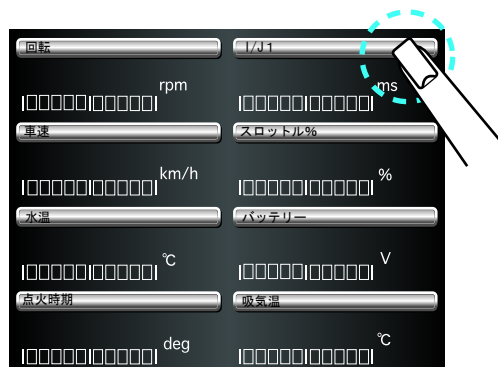 回転
I/J1
rpm
ms
車速
スロットル%
km/h
%
水温
バッテリー
℃
V
点火時期
吸気温
deg
℃